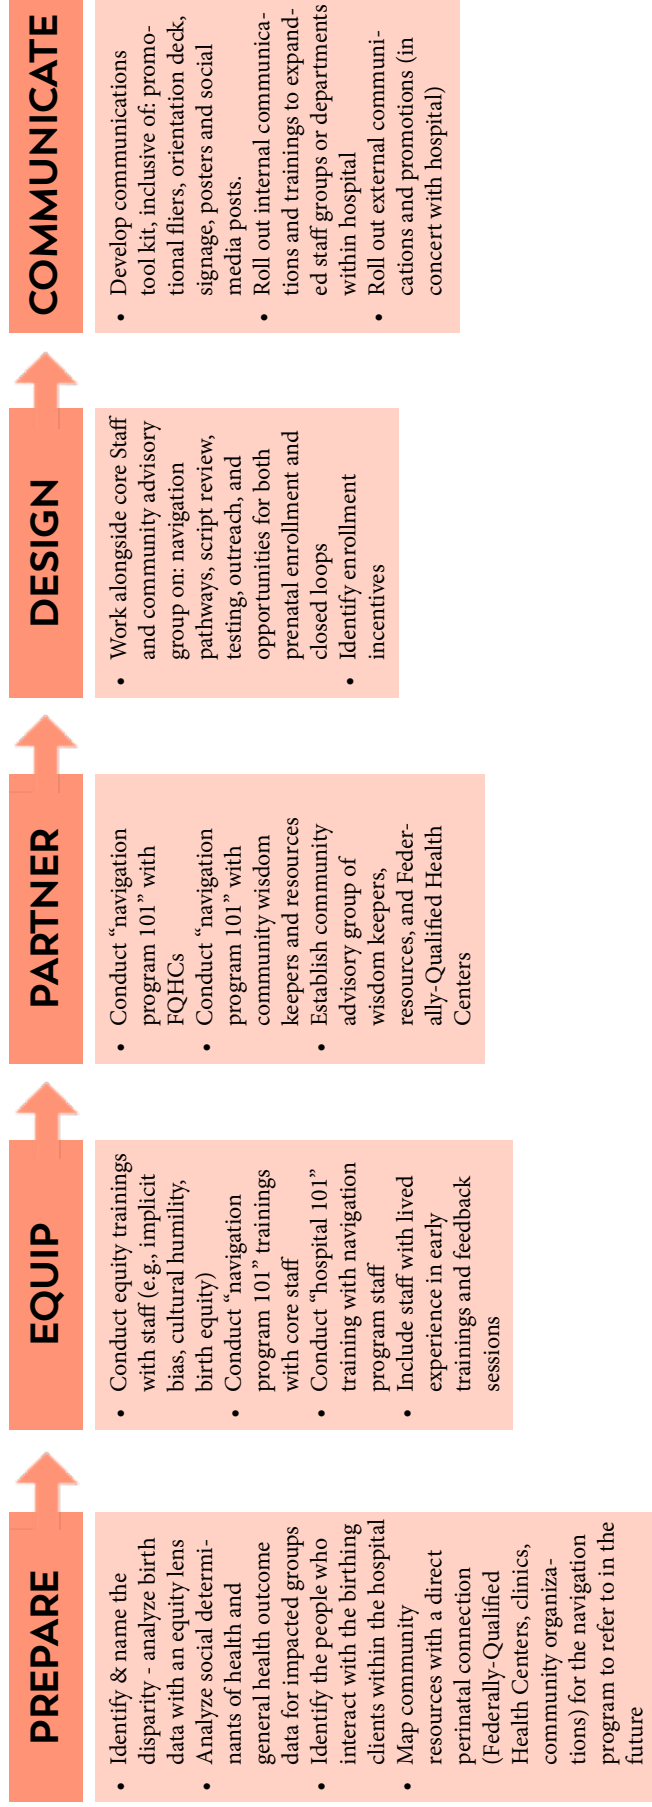 PREPARE
• Identify & name the
disparity - analyze birth
data with an equity lens
• Analyze social determi-
nants of health and
general health outcome
data for impacted groups
• Identify the people who
interact with the birthing
clients within the hospital
• Map community
resources with a direct
perinatal connection
(Federally-Qualified
Health Centers, clinics,
community organiza-
tions) for the navigation
program to refer to in the
future
EQUIP
• Conduct equity trainings
with staff (e.g., implicit
bias, cultural humility,
birth equity)
• Conduct “navigation
program 101” trainings
with core staff
• Conduct “hospital 101”
training with navigation
program staff
• Include staff with lived
experience in early
trainings and feedback
sessions
PARTNER
• Conduct “navigation
program 101” with
FQHCs
• Conduct “navigation
program 101” with
community wisdom
keepers and resources
• Establish community
advisory group of
wisdom keepers,
resources, and Feder-
ally-Qualified Health
Centers
DESIGN
• Work alongside core Staff
and community advisory
group on: navigation
pathways, script review,
testing, outreach, and
opportunities for both
prenatal enrollment and
closed loops
• Identify enrollment
incentives
COMMUNICATE
• Develop communications
tool kit, inclusive of: promo-
tional fliers, orientation deck,
signage, posters and social
media posts.
• Roll out internal communica-
tions and trainings to expand-
ed staff groups or departments
within hospital
• Roll out external communi-
cations and promotions (in
concert with hospital)